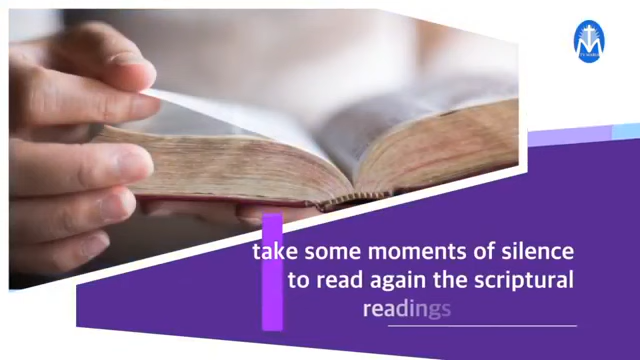 take some moments of silence
to read again the scriptural
readings